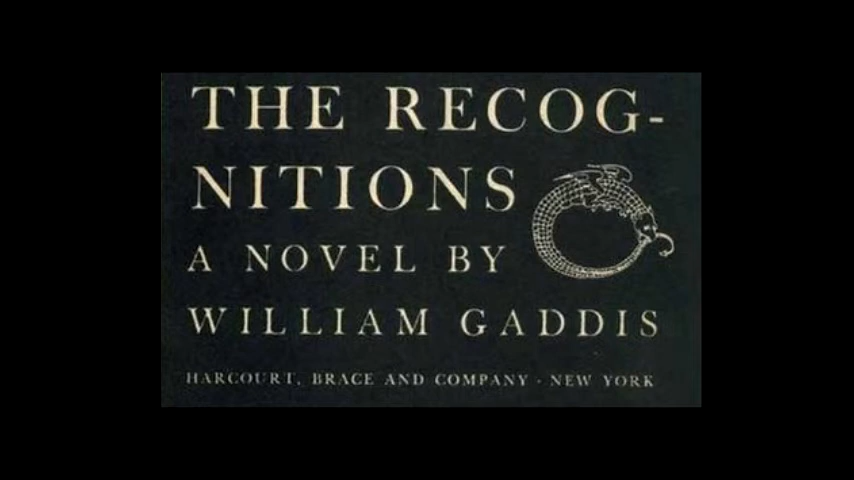 THE RECOG-
NITIONS
A NOVEL BY
WILLIAM GADDIS
HARCOURT, BRACE AND COMPANY · NEW YORK